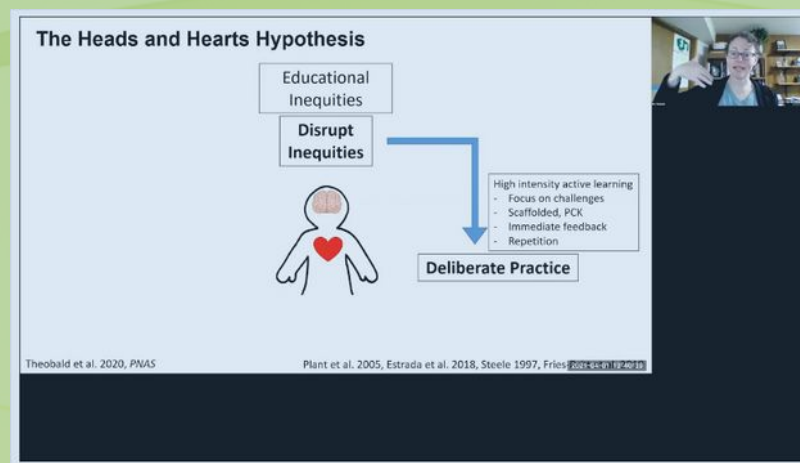 The Heads and Hearts Hypothesis
Educational
Inequities
Disrupt
Inequities
High intensity active learning
- Focus on challenges
- Scaffolded, PCK
- Immediate feedback
- Repetition
Deliberate Practice
Theobald et al. 2020, PNAS
Plant et al. 2005, Estrada et al. 2018, Steele 1997,